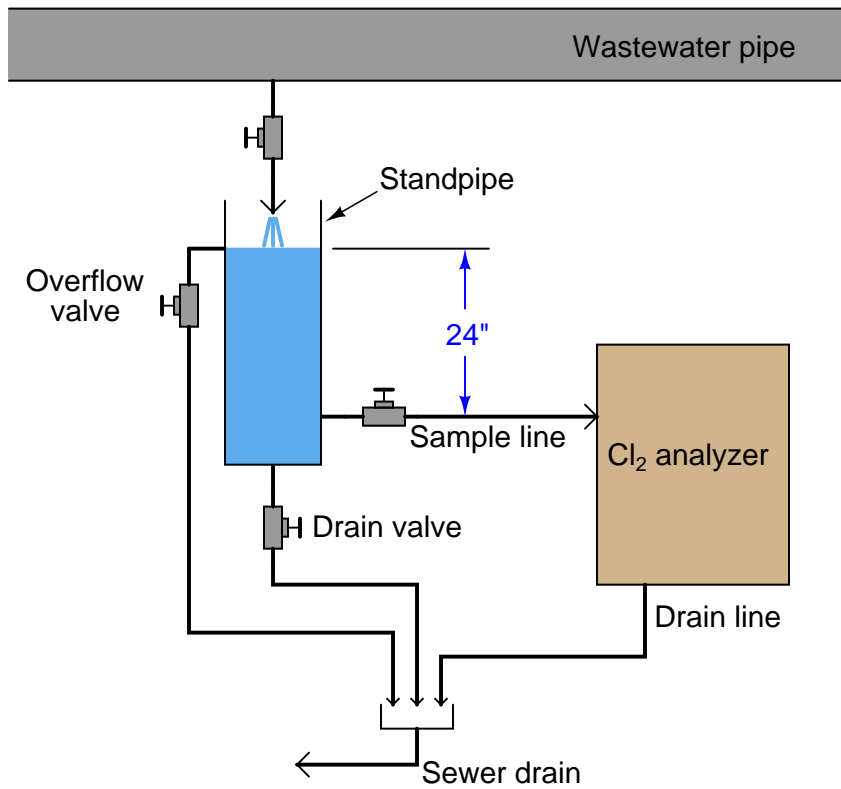 Wastewater pipe
Standpipe
Overflow
valve
24"
Sample line
Cl₂ analyzer
Drain valve
Drain line
Sewer drain